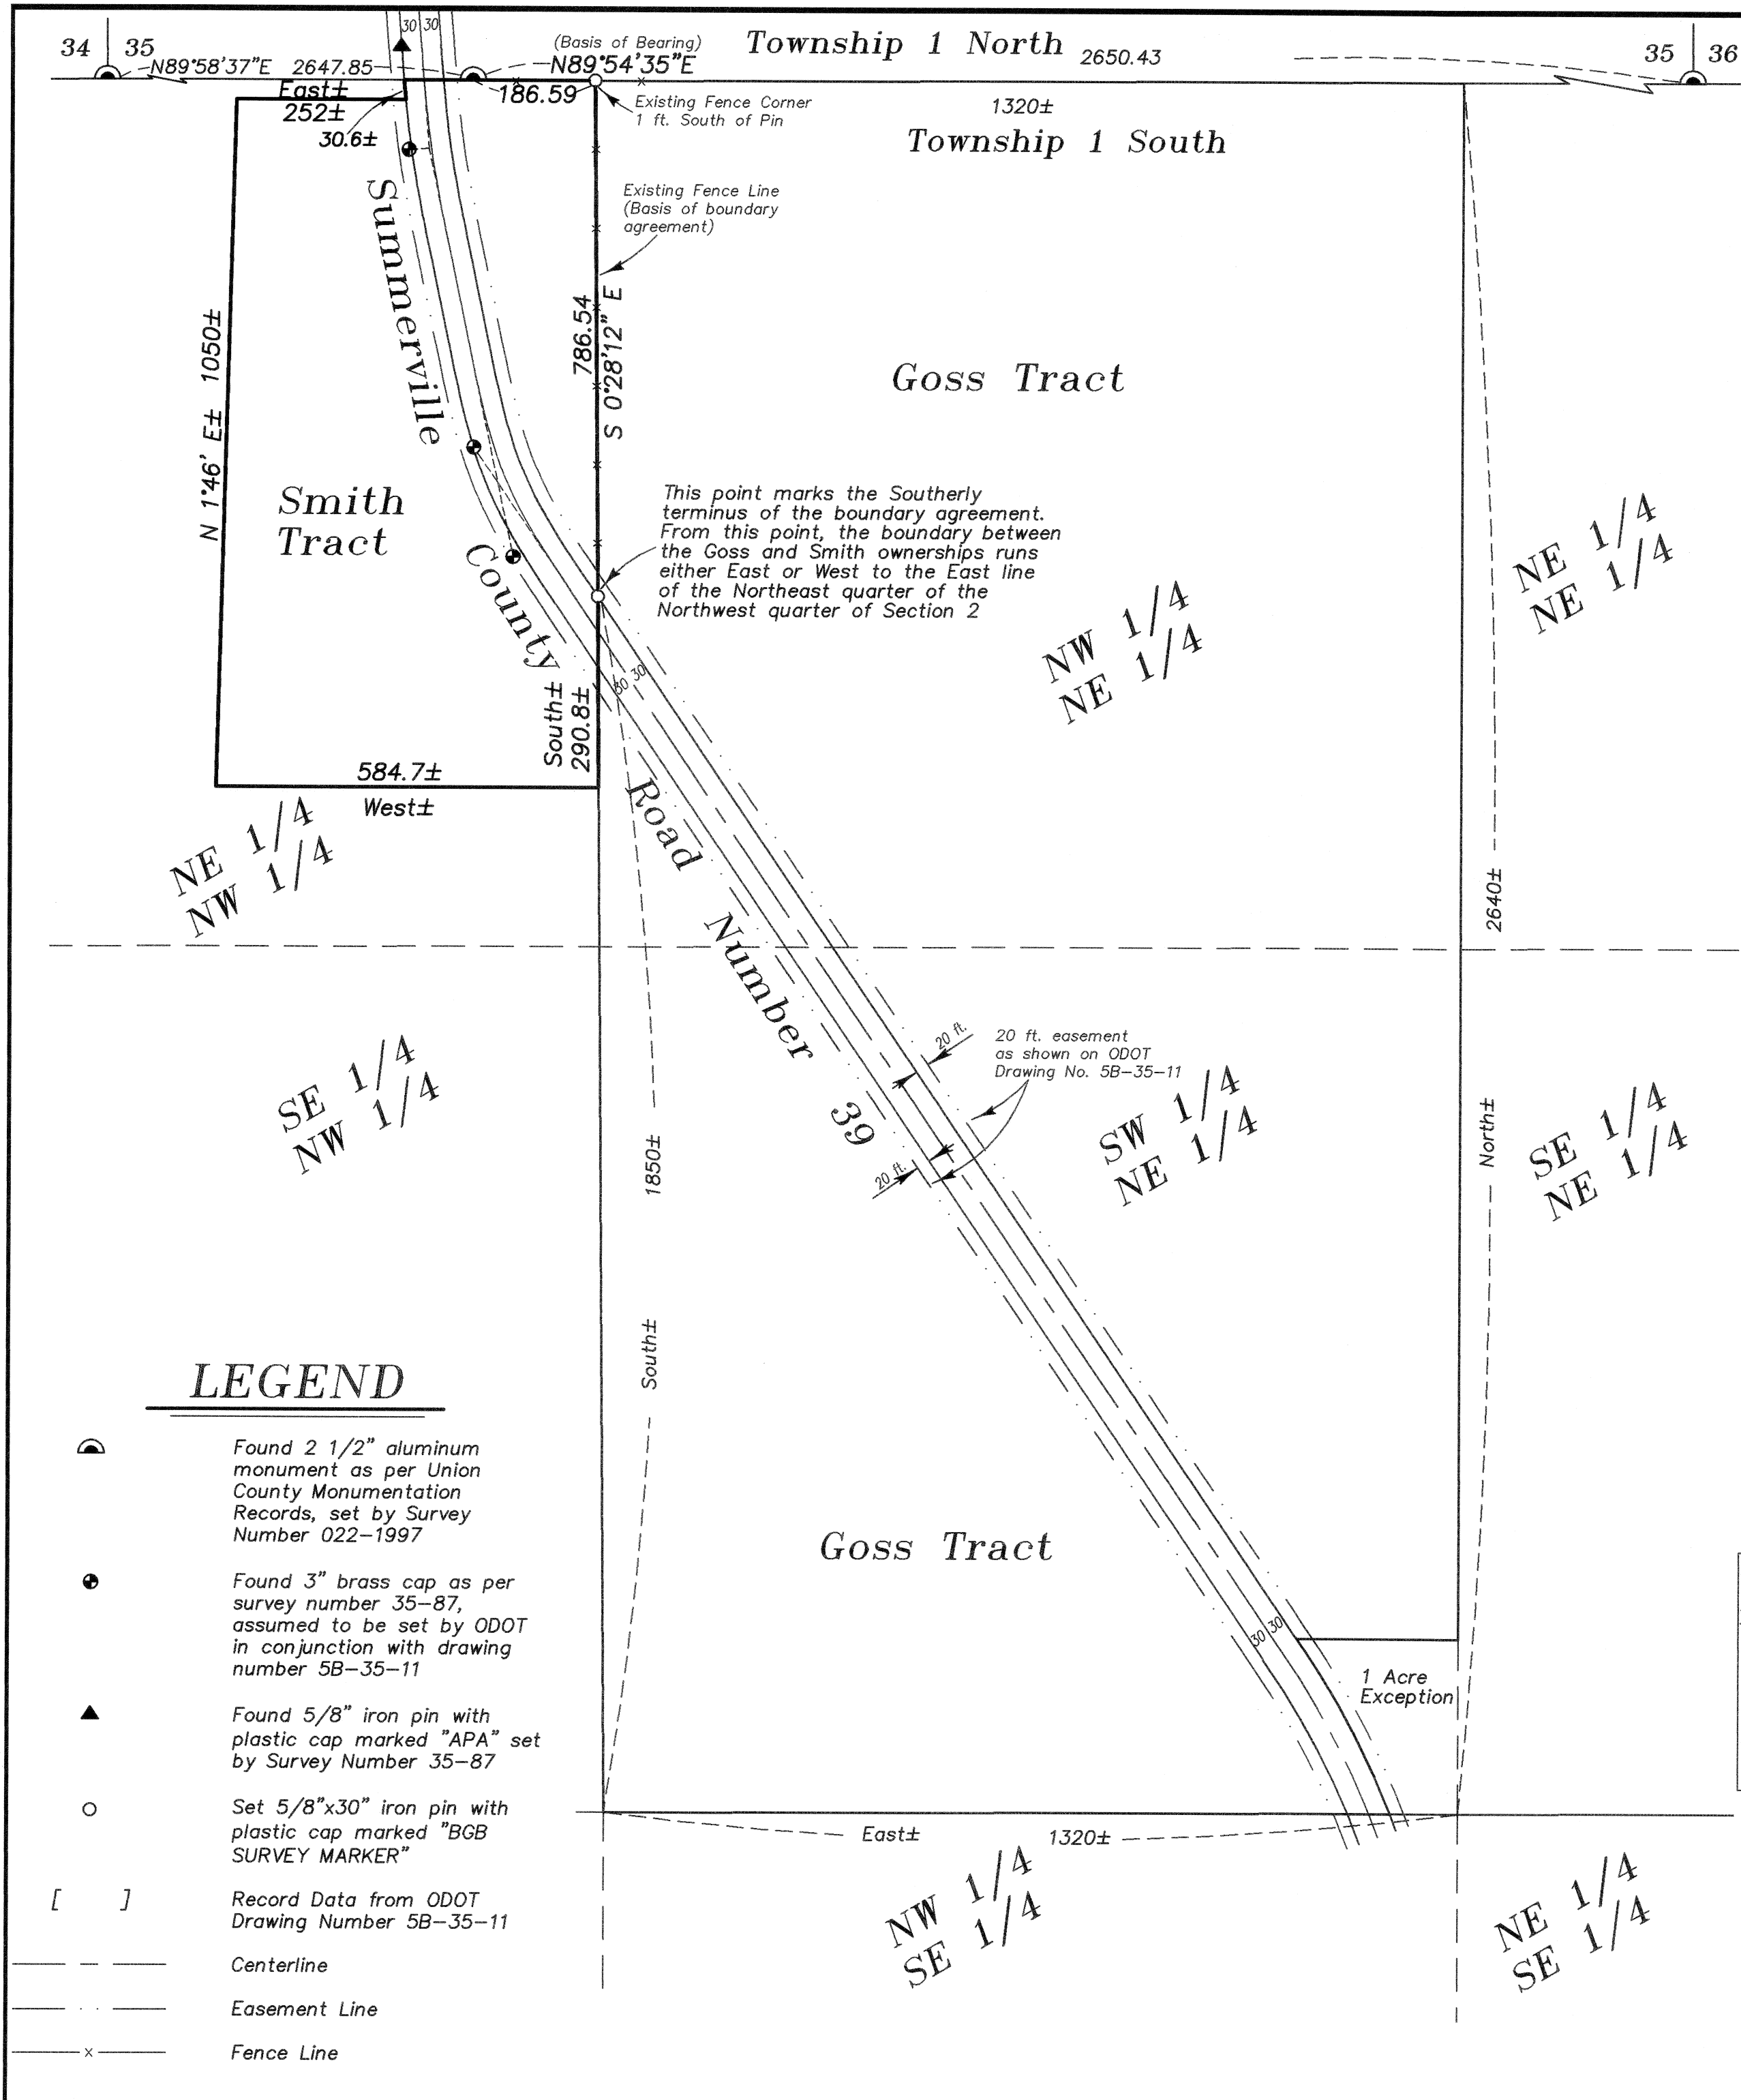 30 30
34 35
(Basis of Bearing)
Township 1 North
2650.43
35 36
N89°58'37"E 2647.85
N89°54'35"E
East±
252±
30.6±
186.59
Existing Fence Corner
1 ft. South of Pin
1320±
Township 1 South
Existing Fence Line
(Basis of boundary
agreement)
Summerville
N 1°46' E± 1050±
786.54
S 0°28'12" E
Goss Tract
Smith
Tract
This point marks the Southerly
terminus of the boundary agreement.
From this point, the boundary between
the Goss and Smith ownerships runs
either East or West to the East line
of the Northeast quarter of the
Northwest quarter of Section 2
NE 1/4
NE 1/4
County
NW 1/4
NE 1/4
30 30
South±
290.8±
584.7±
West±
Road
NE 1/4
NW 1/4
2640±
Number
39
20 ft.
20 ft. easement
as shown on ODOT
Drawing No. 5B-35-11
20 ft.
SE 1/4
NW 1/4
1850±
SW 1/4
NE 1/4
North±
SE 1/4
NE 1/4
South±
LEGEND
Found 2 1/2" aluminum
monument as per Union
County Monumentation
Records, set by Survey
Number 022-1997
Goss Tract
Found 3" brass cap as per
survey number 35-87,
assumed to be set by ODOT
in conjunction with drawing
number 5B-35-11
30 30
1 Acre
Exception
Found 5/8" iron pin with
plastic cap marked "APA" set
by Survey Number 35-87
Set 5/8"x30" iron pin with
plastic cap marked "BGB
SURVEY MARKER"
East± 1320±
[ ] Record Data from ODOT
Drawing Number 5B-35-11
NW 1/4
SE 1/4
NE 1/4
SE 1/4
Centerline
Easement Line
x Fence Line